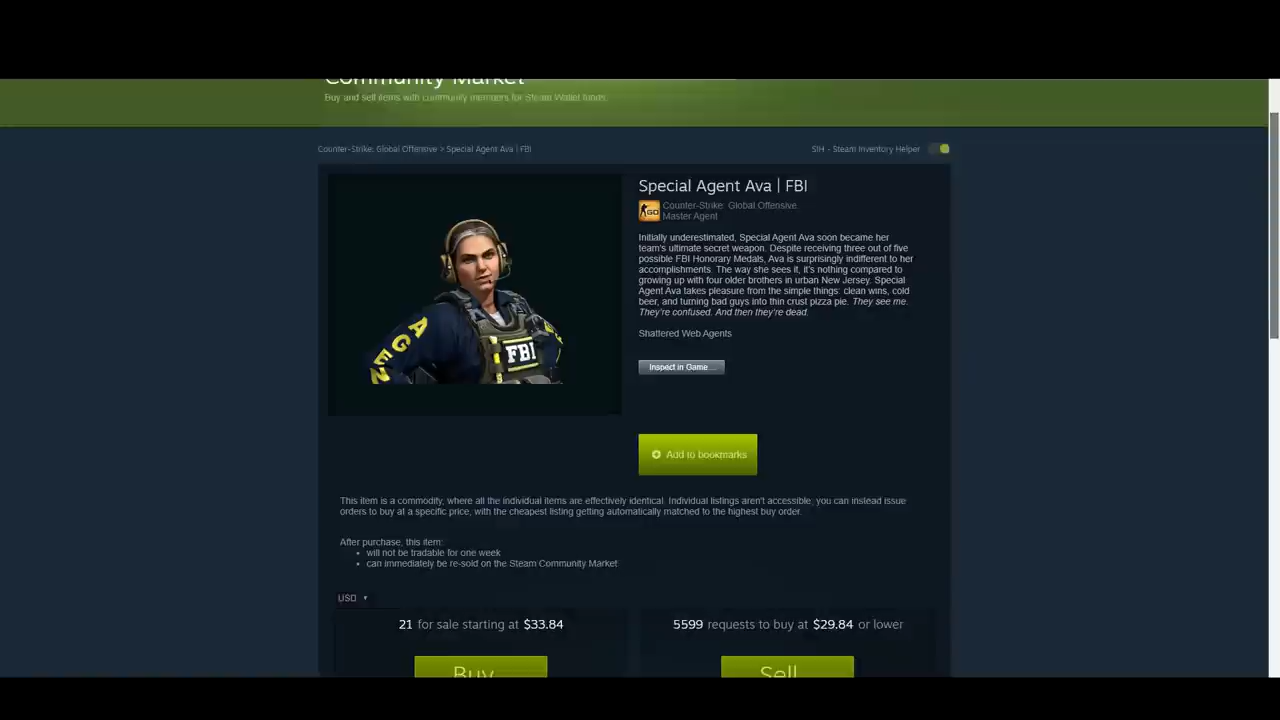 Community Market
Buy and sell items with community members for Steam Wallet funds.
Counter-Strike: Global Offensive > Special Agent Ava | FBI
SIH - Steam Inventory Helper
AGEN
FBI
Special Agent Ava | FBI
GO
Counter-Strike: Global Offensive
Master Agent
Initially underestimated, Special Agent Ava soon became her
team's ultimate secret weapon. Despite receiving three out of five
possible FBI Honorary Medals, Ava is surprisingly indifferent to her
accomplishments. The way she sees it, it's nothing compared to
growing up with four older brothers in urban New Jersey. Special
Agent Ava takes pleasure from the simple things: clean wins, cold
beer, and turning bad guys into thin crust pizza pie. They see me.
They're confused. And then they're dead.
Shattered Web Agents
Inspect in Game...
Add to bookmarks
This item is a commodity, where all the individual items are effectively identical. Individual listings aren't accessible; you can instead issue
orders to buy at a specific price, with the cheapest listing getting automatically matched to the highest buy order.
After purchase, this item:
• will not be tradable for one week
• can immediately be re-sold on the Steam Community Market
USD ▼
21 for sale starting at $33.84
5599 requests to buy at $29.84 or lower
Buy...
Sell...